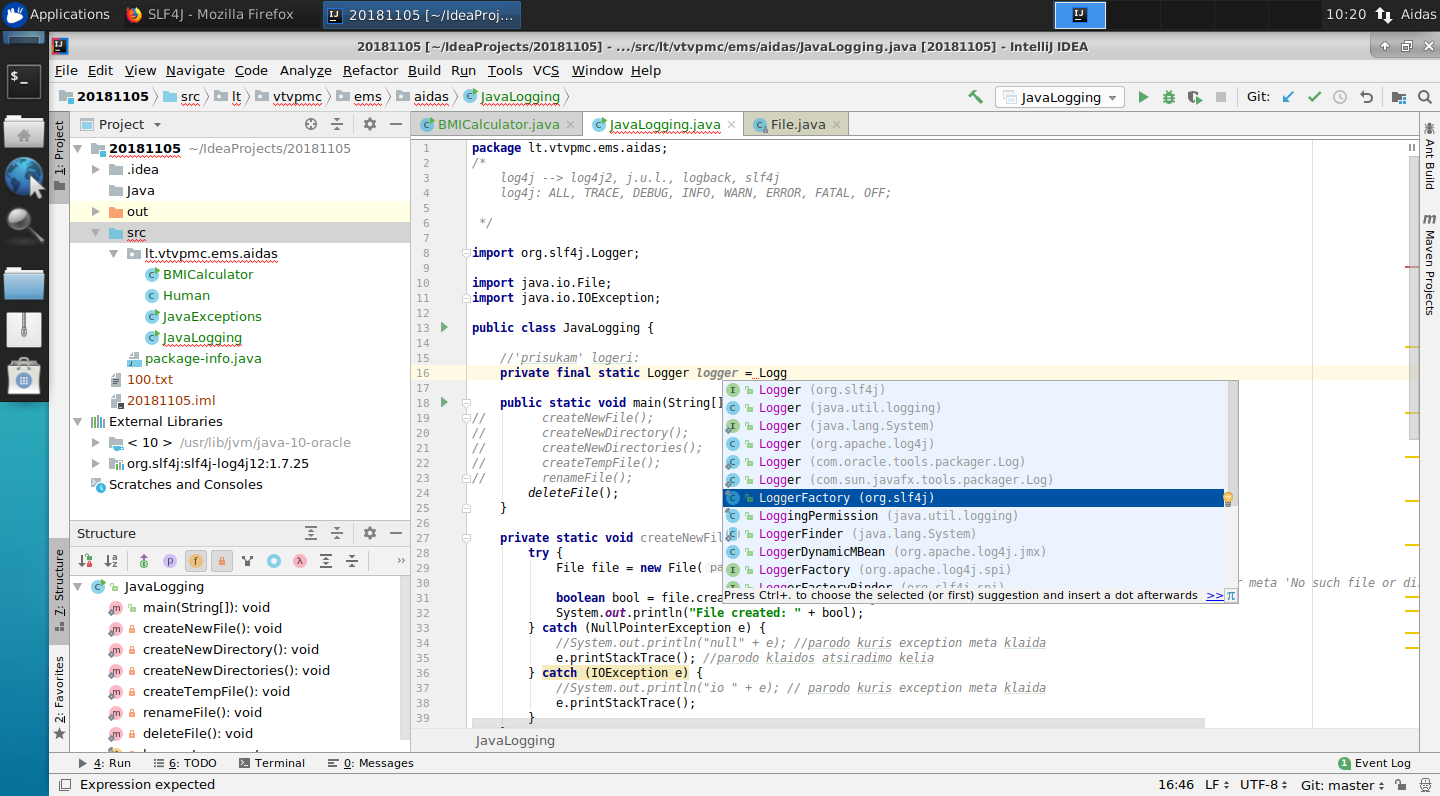 Applications
SLF4J - Mozilla Firefox
20181105 [~/IdeaProj...
10:20
Aidas
20181105 [~/IdeaProjects/20181105] - .../src/lt/vtvpmc/ems/aidas/JavaLogging.java [20181105] - IntelliJ IDEA
File Edit View Navigate Code Analyze Refactor Build Run Tools VCS Window Help
20181105 src lt vtvpmc ems aidas JavaLogging
JavaLogging
Git:
1: Project
Project
BMICalculator.java
JavaLogging.java
File.java
20181105 ~/IdeaProjects/20181105
.idea
Java
out
src
lt.vtvpmc.ems.aidas
BMICalculator
Human
JavaExceptions
JavaLogging
package-info.java
100.txt
20181105.iml
External Libraries
< 10 > /usr/lib/jvm/java-10-oracle
org.slf4j:slf4j-log4j12:1.7.25
Scratches and Consoles
7: Structure
2: Favorites
Structure
JavaLogging
main(String[]): void
createNewFile(): void
createNewDirectory(): void
createNewDirectories(): void
createTempFile(): void
renameFile(): void
deleteFile(): void
1 package lt.vtvpmc.ems.aidas;
2 /*
3 log4j --> log4j2, j.u.l., logback, slf4j
4 log4j: ALL, TRACE, DEBUG, INFO, WARN, ERROR, FATAL, OFF;
5
6 */
7
8 import org.slf4j.Logger;
9
10 import java.io.File;
11 import java.io.IOException;
12
13 public class JavaLogging {
14
15 //'prisukam' logeri:
16 private final static Logger logger = Logg
17
18 public static void main(String[]
19 // createNewFile();
20 // createNewDirectory();
21 // createNewDirectories();
22 // createTempFile();
23 // renameFile();
24 deleteFile();
25 }
26
27 private static void createNewFil
28 try {
29 File file = new File(
30 meta 'No such file or di
31 boolean bool = file.crea
32 System.out.println("File created: " + bool);
33 } catch (NullPointerException e) {
34 //System.out.println("null" + e); //parodo kuris exception meta klaida
35 e.printStackTrace(); //parodo klaidos atsiradimo kelia
36 } catch (IOException e) {
37 //System.out.println("io " + e); // parodo kuris exception meta klaida
38 e.printStackTrace();
39 }
Logger (org.slf4j)
Logger (java.util.logging)
Logger (java.lang.System)
Logger (org.apache.log4j)
Logger (com.oracle.tools.packager.Log)
Logger (com.sun.javafx.tools.packager.Log)
LoggerFactory (org.slf4j)
LoggingPermission (java.util.logging)
LoggerFinder (java.lang.System)
LoggerDynamicMBean (org.apache.log4j.jmx)
LoggerFactory (org.apache.log4j.spi)
LoggerFactoryBinder (org.slf4j.spi)
Press Ctrl+. to choose the selected (or first) suggestion and insert a dot afterwards >>
Ant Build
Maven Projects
JavaLogging
4: Run
6: TODO
Terminal
0: Messages
1 Event Log
Expression expected
16:46 LF UTF-8 Git: master